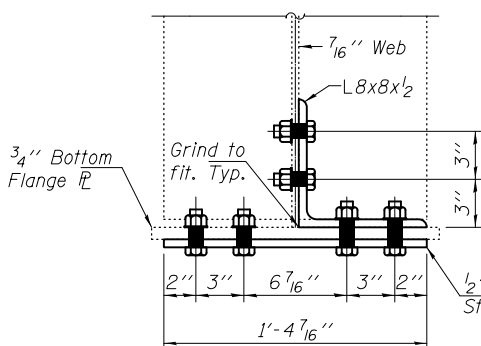 7/16" Web
L8x8x1/2
3/4" Bottom
Flange ℄
Grind to
fit. Typ.
3"
3"
2"
3"
6 7/16"
3"
2"
1/2"
St
1'-4 7/16"